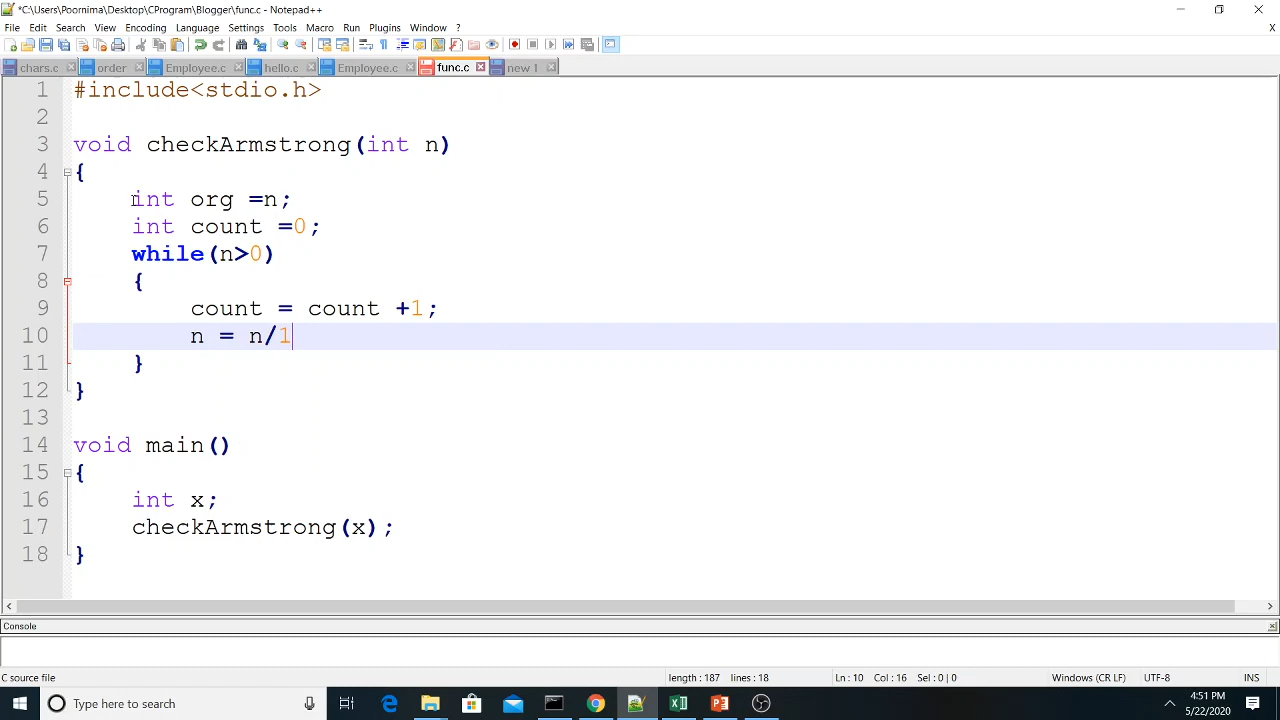 *C:\Users\Poornima\Desktop\CProgram\Blogger\func.c - Notepad++
File Edit Search View Encoding Language Settings Tools Macro Run Plugins Window ?
X
chars.c order Employee.c hello.c Employee.c func.c new 1
1 #include<stdio.h>
2
3 void checkArmstrong(int n)
4 {
5 int org =n;
6 int count =0;
7 while(n>0)
8 {
9 count = count +1;
10 n = n/1
11 }
12 }
13
14 void main()
15 {
16 int x;
17 checkArmstrong(x);
18 }
Console
C source file length : 187 lines : 18 Ln : 10 Col : 16 Sel : 0 | 0 Windows (CR LF) UTF-8 INS
Type here to search
4:51 PM
5/22/2020